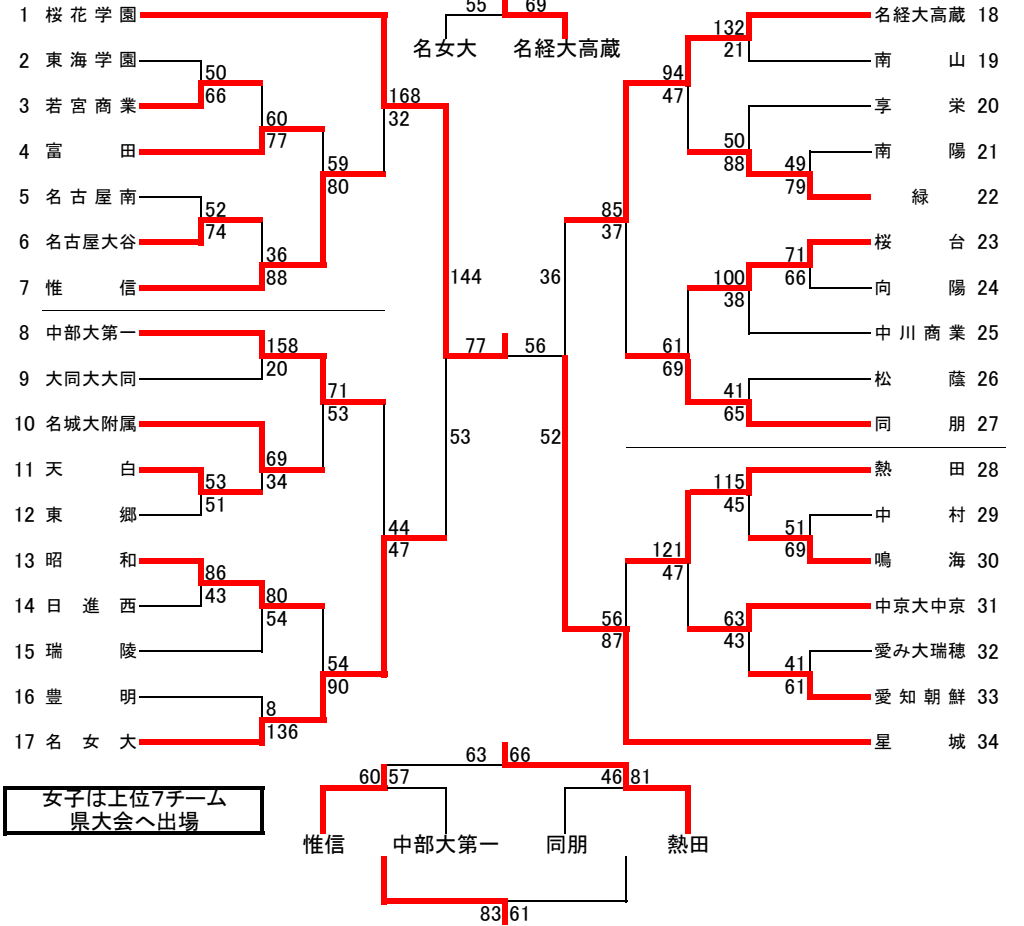 55 69
名女大 名経大高蔵
1 桜花学園
2 東海学園
3 若宮商業
4 富田
5 名古屋南
6 名古屋大谷
7 惟信
8 中部大第一
9 大同大大同
10 名城大附属
11 天白
12 東郷
13 昭和
14 日進西
15 瑞陵
16 豊明
17 名女大
50
66
60
77
52
74
36
88
59
80
168
32
158
20
71
53
69
34
53
51
86
43
80
54
8
136
54
90
44
47
144
53
77 56
36
52
85
37
94
47
132
21
50
88
49
79
71
66
100
38
61
69
41
65
115
45
51
69
121
47
63
43
41
61
56
87
名経大高蔵 18
南山 19
享栄 20
南陽 21
緑 22
桜台 23
向陽 24
中川商業 25
松蔭 26
同朋 27
熱田 28
中村 29
鳴海 30
中京大中京 31
愛み大瑞穂 32
愛知朝鮮 33
星城 34
女子は上位7チーム
県大会へ出場
63 66
60 57 46 81
惟信 中部大第一 同朋 熱田
83 61